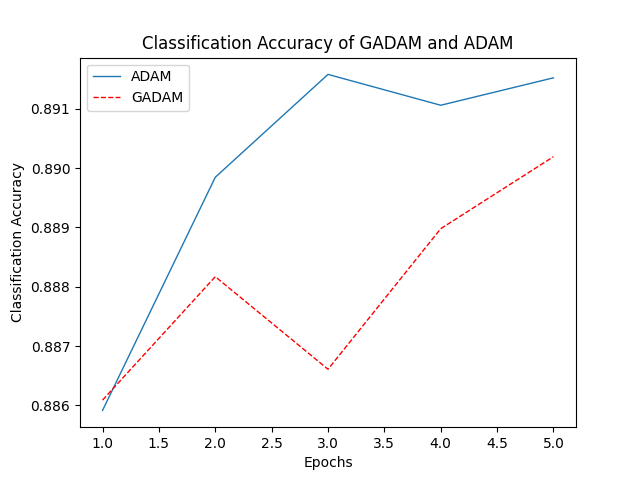 Classification Accuracy of GADAM and ADAM
ADAM
GADAM
0.891
0.890
0.889
0.888
0.887
0.886
Classification Accuracy
1.0 1.5 2.0 2.5 3.0 3.5 4.0 4.5 5.0
Epochs